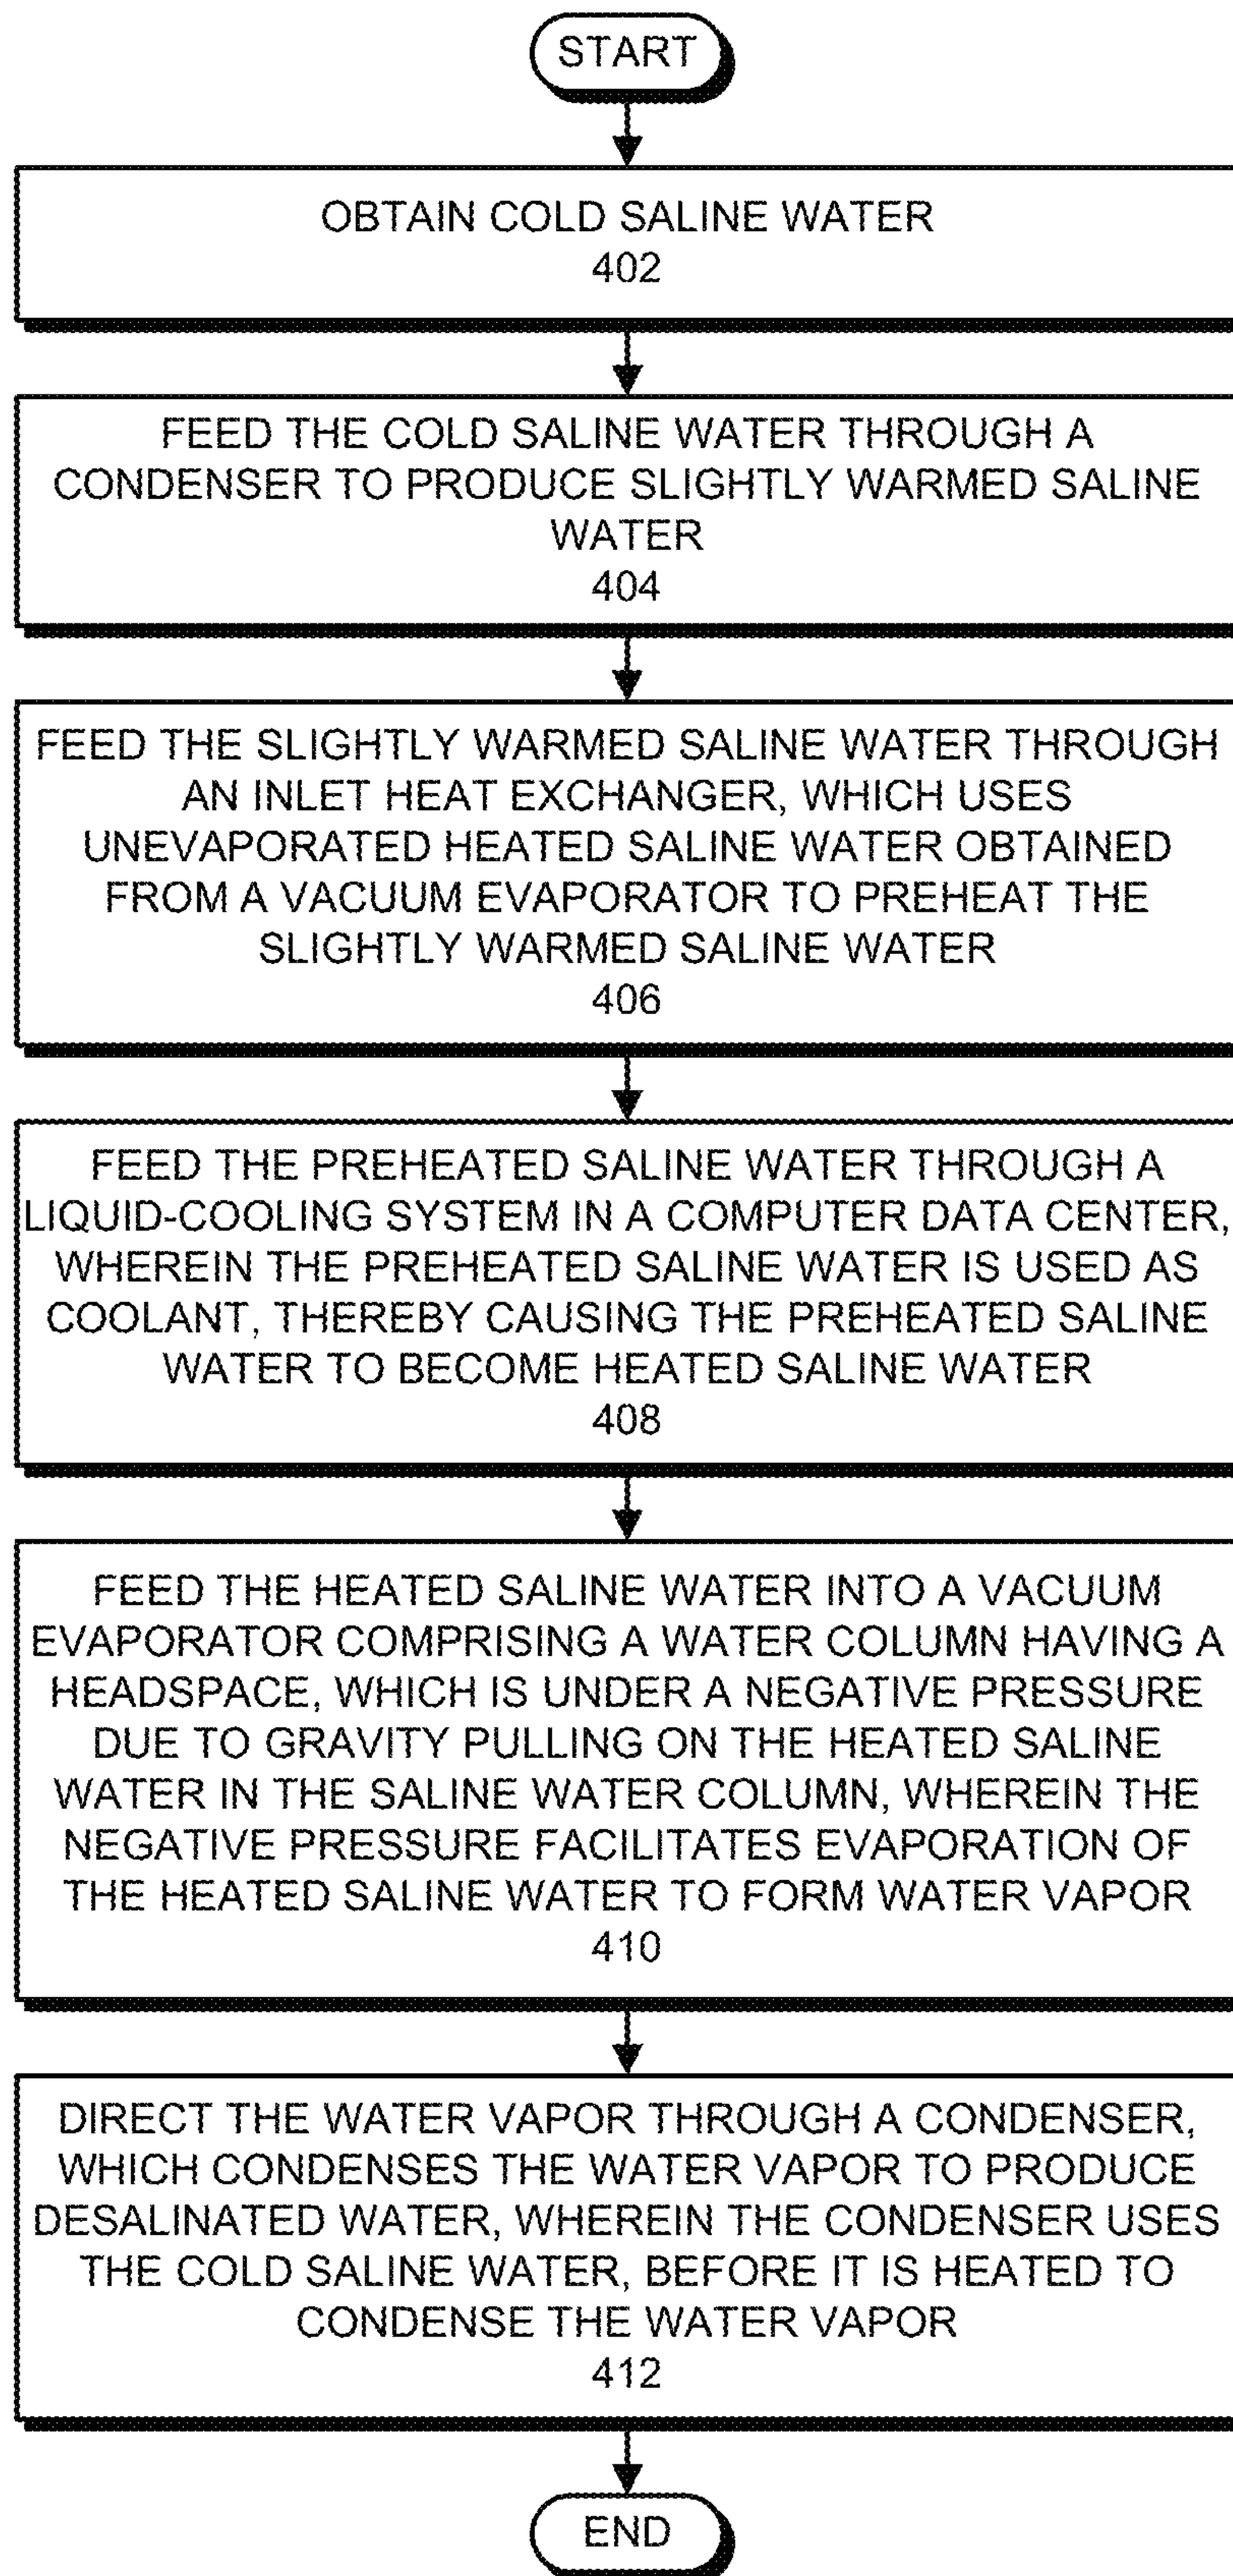 START
OBTAIN COLD SALINE WATER
402
FEED THE COLD SALINE WATER THROUGH A
CONDENSER TO PRODUCE SLIGHTLY WARMED SALINE
WATER
404
FEED THE SLIGHTLY WARMED SALINE WATER THROUGH
AN INLET HEAT EXCHANGER, WHICH USES
UNEVAPORATED HEATED SALINE WATER OBTAINED
FROM A VACUUM EVAPORATOR TO PREHEAT THE
SLIGHTLY WARMED SALINE WATER
406
FEED THE PREHEATED SALINE WATER THROUGH A
LIQUID-COOLING SYSTEM IN A COMPUTER DATA CENTER,
WHEREIN THE PREHEATED SALINE WATER IS USED AS
COOLANT, THEREBY CAUSING THE PREHEATED SALINE
WATER TO BECOME HEATED SALINE WATER
408
FEED THE HEATED SALINE WATER INTO A VACUUM
EVAPORATOR COMPRISING A WATER COLUMN HAVING A
HEADSPACE, WHICH IS UNDER A NEGATIVE PRESSURE
DUE TO GRAVITY PULLING ON THE HEATED SALINE
WATER IN THE SALINE WATER COLUMN, WHEREIN THE
NEGATIVE PRESSURE FACILITATES EVAPORATION OF
THE HEATED SALINE WATER TO FORM WATER VAPOR
410
DIRECT THE WATER VAPOR THROUGH A CONDENSER,
WHICH CONDENSES THE WATER VAPOR TO PRODUCE
DESALINATED WATER, WHEREIN THE CONDENSER USES
THE COLD SALINE WATER, BEFORE IT IS HEATED TO
CONDENSE THE WATER VAPOR
412
END